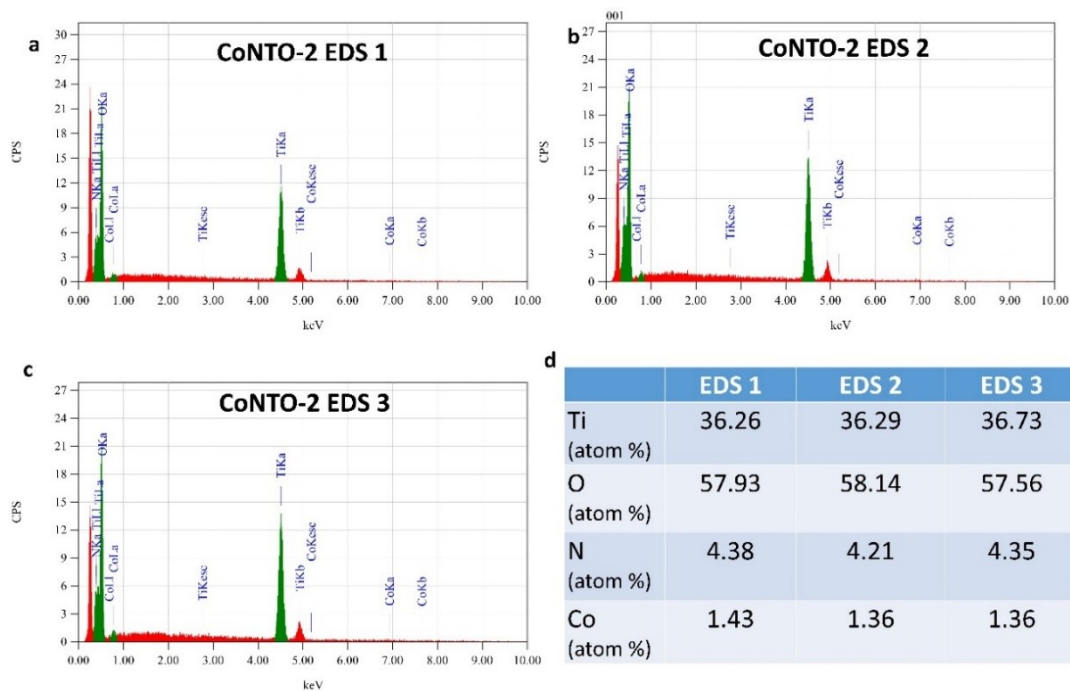 a
CoNTO-2 EDS 1
30
27
24
21
18
15
12
9
6
3
0
CPS
NKa
TiLl
TiLa
OKa
CoLl
CoLa
TiKesc
TiKa
TiKb
CoKesc
CoKa
CoKb
0.00 1.00 2.00 3.00 4.00 5.00 6.00 7.00 8.00 9.00 10.00
keV
b
001
CoNTO-2 EDS 2
27
24
21
18
15
12
9
6
3
0
CPS
NKa
TiLl
TiLa
OKa
CoLl
CoLa
TiKesc
TiKa
TiKb
CoKesc
CoKa
CoKb
0.00 1.00 2.00 3.00 4.00 5.00 6.00 7.00 8.00 9.00 10.00
keV
c
CoNTO-2 EDS 3
27
24
21
18
15
12
9
6
3
0
CPS
NKa
TiLl
TiLa
OKa
CoLl
CoLa
TiKesc
TiKa
TiKb
CoKesc
CoKa
CoKb
0.00 1.00 2.00 3.00 4.00 5.00 6.00 7.00 8.00 9.00 10.00
keV
d
EDS 1 EDS 2 EDS 3
Ti 36.26 36.29 36.73
(atom %)
O 57.93 58.14 57.56
(atom %)
N 4.38 4.21 4.35
(atom %)
Co 1.43 1.36 1.36
(atom %)